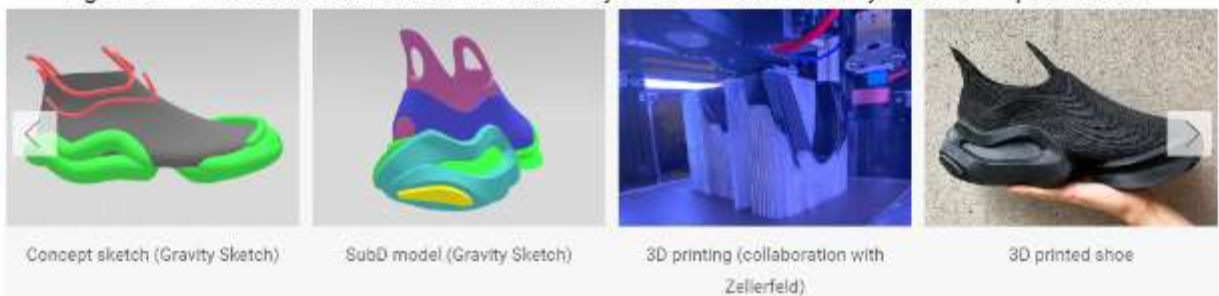 Concept sketch (Gravity Sketch)
SubD model (Gravity Sketch)
3D printing (collaboration with
Zellerfeld)
3D printed shoe